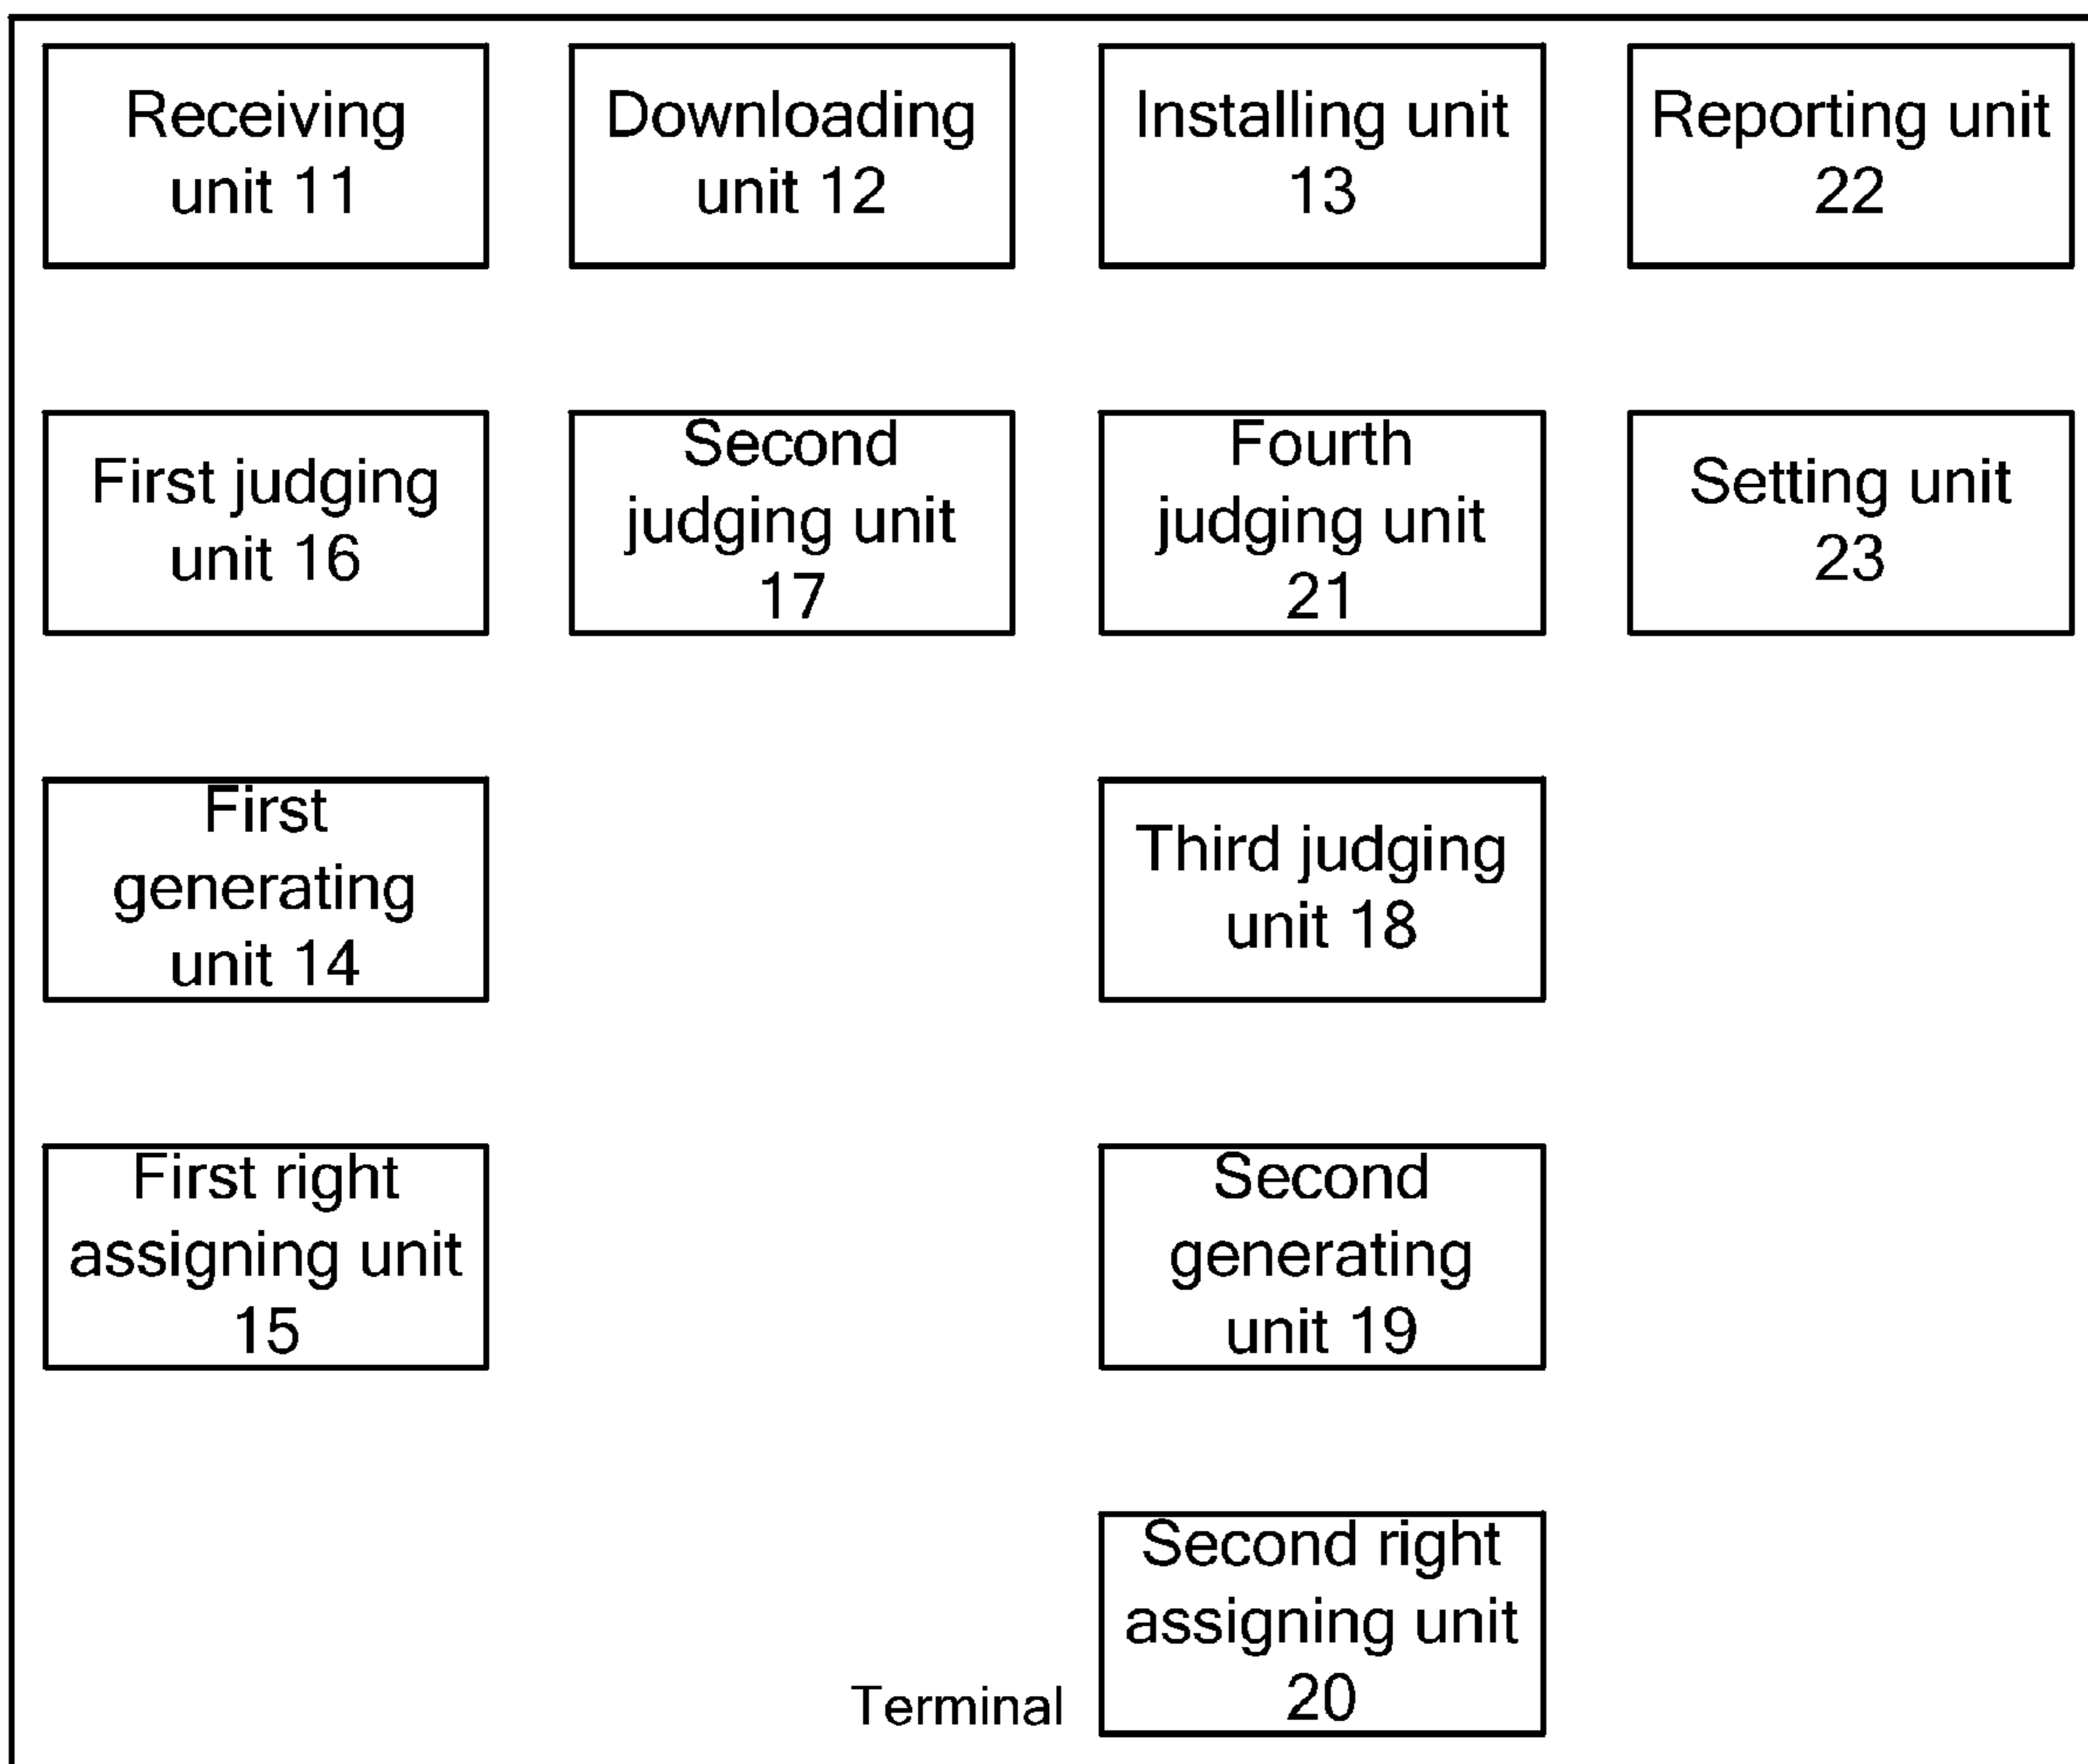 Receiving
unit 11
Downloading
unit 12
Installing unit
13
Reporting unit
22
First judging
unit 16
Second
judging unit
17
Fourth
judging unit
21
Setting unit
23
First
generating
unit 14
Third judging
unit 18
First right
assigning unit
15
Second
generating
unit 19
Second right
assigning unit
20
Terminal